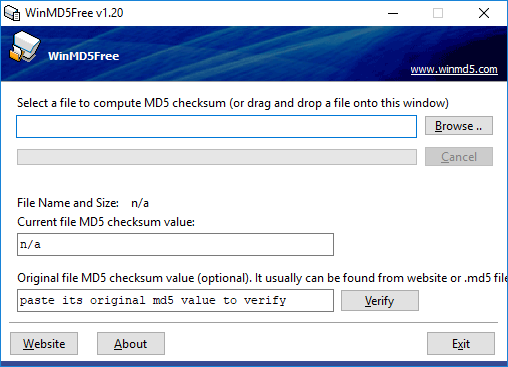 WinMD5Free v1.20
WinMD5Free
www.winmd5.com
Select a file to compute MD5 checksum (or drag and drop a file onto this window)
Browse ..
Cancel
File Name and Size: n/a
Current file MD5 checksum value:
n/a
Original file MD5 checksum value (optional). It usually can be found from website or .md5 file
paste its original md5 value to verify
Verify
Website
About
Exit